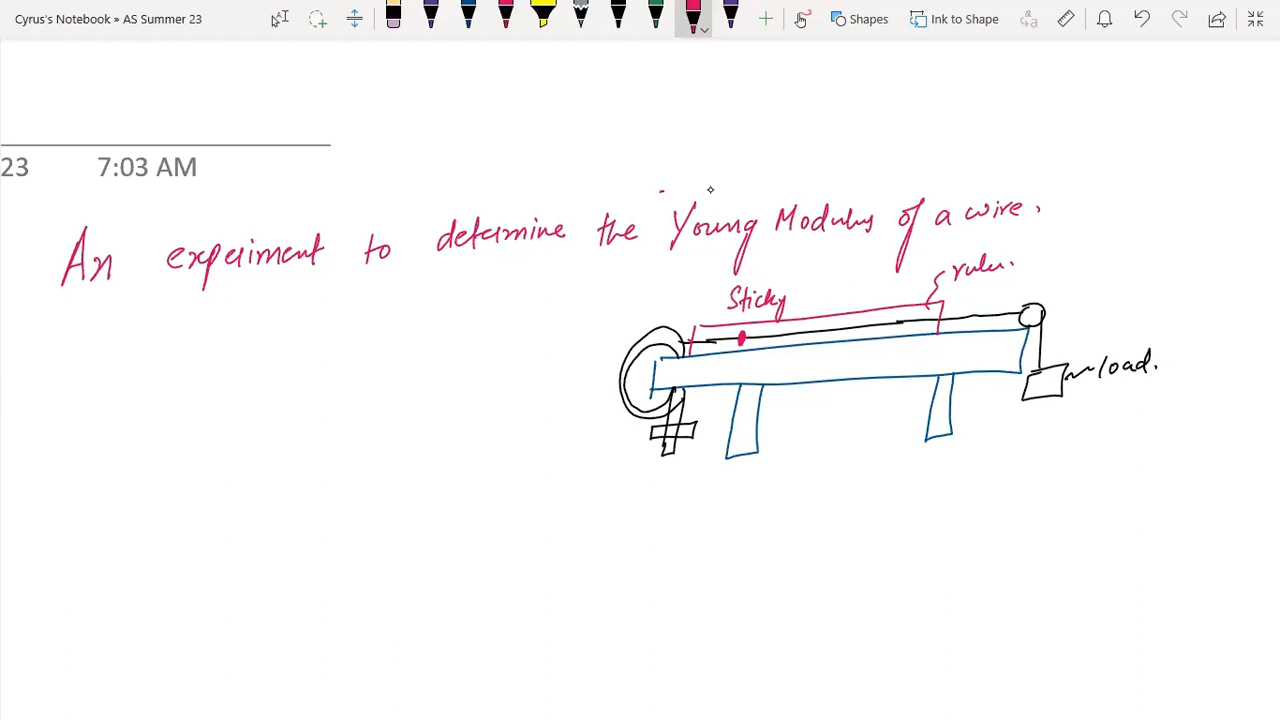 Cyrus's Notebook » AS Summer 23
Shapes
Ink to Shape
23 7:03 AM
An experiment to determine the Young Modulus of a wire.
ruler.
Sticky
load.